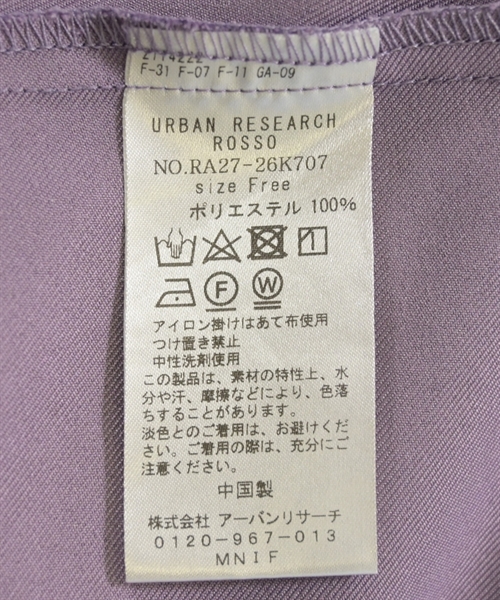 F-31 F-07 F-11 GA-09
URBAN RESEARCH
ROSSO
NO.RA27-26K707
size Free
ポリエステル 100%
F
W
アイロン掛けはあて布使用
つけ置き禁止
中性洗剤使用
この製品は、素材の特性上、水
分や汗、摩擦などにより、色落
ちすることがあります。
淡色とのご着用は、お避けくださ
い。ご着用の際は、充分にご
注意ください。
中国製
株式会社 アーバンリサーチ
0120-967-013
MNIF